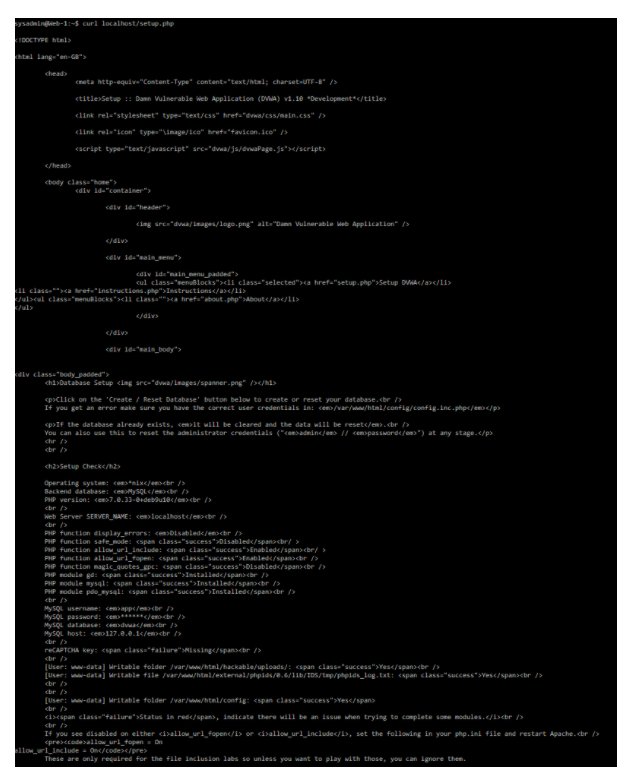 sysadmin@Web-1:~$ curl localhost/setup.php
<!DOCTYPE html>
<html lang="en-GB">
<head>
<meta http-equiv="Content-Type" content="text/html; charset=UTF-8" />
<title>Setup :: Damn Vulnerable Web Application (DVWA) v1.10 *Development*</title>
<link rel="stylesheet" type="text/css" href="dvwa/css/main.css" />
<link rel="icon" type="\image/ico" href="favicon.ico" />
<script type="text/javascript" src="dvwa/js/dvwaPage.js"></script>
</head>
<body class="home">
<div id="container">
<div id="header">
<img src="dvwa/images/logo.png" alt="Damn Vulnerable Web Application" />
</div>
<div id="main_menu">
<div id="main_menu_padded">
<ul class="menuBlocks"><li class="selected"><a href="setup.php">Setup DVWA</a></li>
<li class=""><a href="instructions.php">Instructions</a></li>
</ul><ul class="menuBlocks"><li class=""><a href="about.php">About</a></li>
</ul>
</div>
</div>
<div id="main_body">
<div class="body_padded">
<h1>Database Setup <img src="dvwa/images/spanner.png" /></h1>
<p>Click on the 'Create / Reset Database' button below to create or reset your database.<br />
If you get an error make sure you have the correct user credentials in: <em>/var/www/html/config/config.inc.php</em></p>
<p>If the database already exists, <em>it will be cleared and the data will be reset</em>.<br />
You can also use this to reset the administrator credentials ("<em>admin</em> // <em>password</em>") at any stage.</p>
<hr />
<br />
<h2>Setup Check</h2>
Operating system: <em>*nix</em><br />
Backend database: <em>MySQL</em><br />
PHP version: <em>7.0.33-0+deb9u10</em><br />
<br />
Web Server SERVER_NAME: <em>localhost</em><br />
<br />
PHP function display_errors: <em>Disabled</em><br />
PHP function safe_mode: <span class="success">Disabled</span><br/ >
PHP function allow_url_include: <span class="success">Enabled</span><br/ >
PHP function allow_url_fopen: <span class="success">Enabled</span><br />
PHP function magic_quotes_gpc: <span class="success">Disabled</span><br />
PHP module gd: <span class="success">Installed</span><br />
PHP module mysql: <span class="success">Installed</span><br />
PHP module pdo_mysql: <span class="success">Installed</span><br />
<br />
MySQL username: <em>app</em><br />
MySQL password: <em>******</em><br />
MySQL database: <em>dvwa</em><br />
MySQL host: <em>127.0.0.1</em><br />
<br />
reCAPTCHA key: <span class="failure">Missing</span><br />
<br />
[User: www-data] Writable folder /var/www/html/hackable/uploads/: <span class="success">Yes</span><br />
[User: www-data] Writable file /var/www/html/external/phpids/0.6/lib/IDS/tmp/phpids_log.txt: <span class="success">Yes</span><br />
<br />
<br />
[User: www-data] Writable folder /var/www/html/config: <span class="success">Yes</span>
<br />
<i><span class="failure">Status in red</span>, indicate there will be an issue when trying to complete some modules.</i><br />
<br />
If you see disabled on either <i>allow_url_fopen</i> or <i>allow_url_include</i>, set the following in your php.ini file and restart Apache.<br />
<pre><code>allow_url_fopen = On
allow_url_include = On</code></pre>
These are only required for the file inclusion labs so unless you want to play with those, you can ignore them.